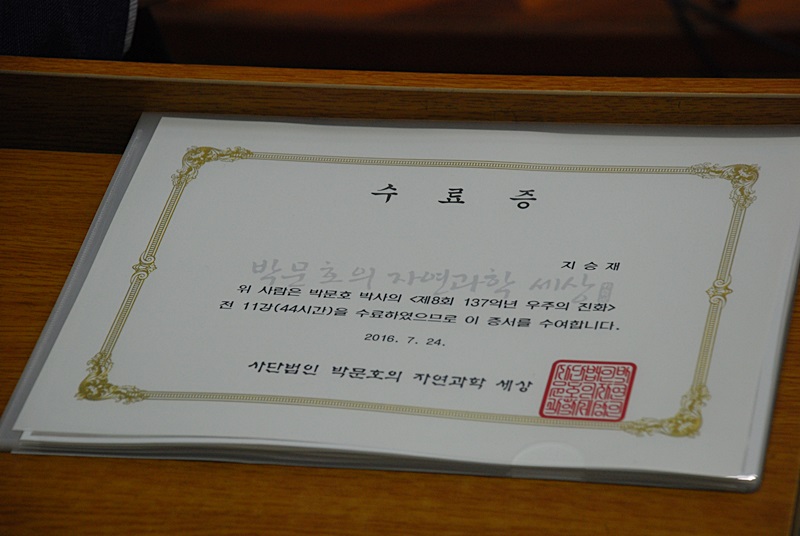 수 료 증
지 승 재
박문호의 자연과학 세상
위 사람은 박문호 박사의 <제8회 137억년 우주의 진화>
전 11강(44시간)을 수료하였으므로 이 증서를 수여합니다.
2016. 7. 24.
사단법인 박문호의 자연과학 세상